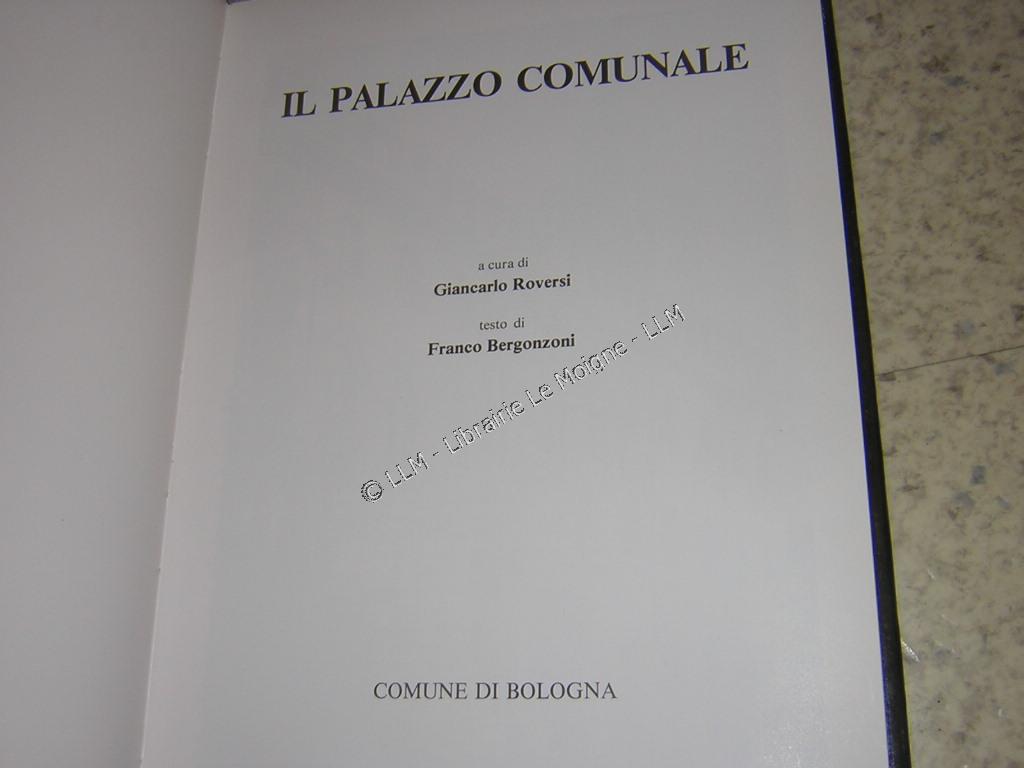 IL PALAZZO COMUNALE
a cura di
Giancarlo Roversi
testo di
Franco Bergonzoni
© LLM - Librairie Le Moigne - LLM
COMUNE DI BOLOGNA